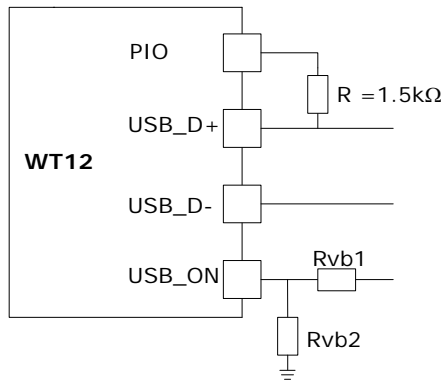 PIO
R =1.5kΩ
USB_D+
WT12
USB_D-
USB_ON
Rvb1
Rvb2